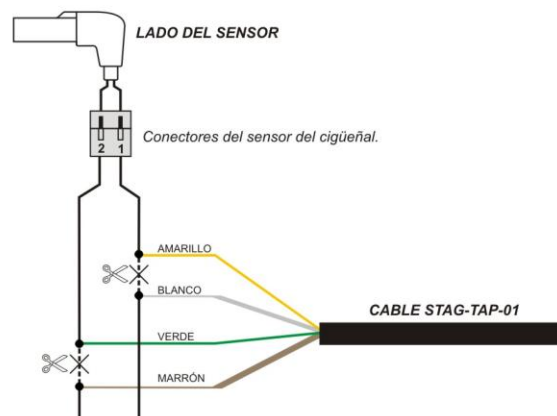 LADO DEL SENSOR
2 1
Conectores del sensor del cigüeñal.
AMARILLO
BLANCO
CABLE STAG-TAP-01
VERDE
MARRÓN